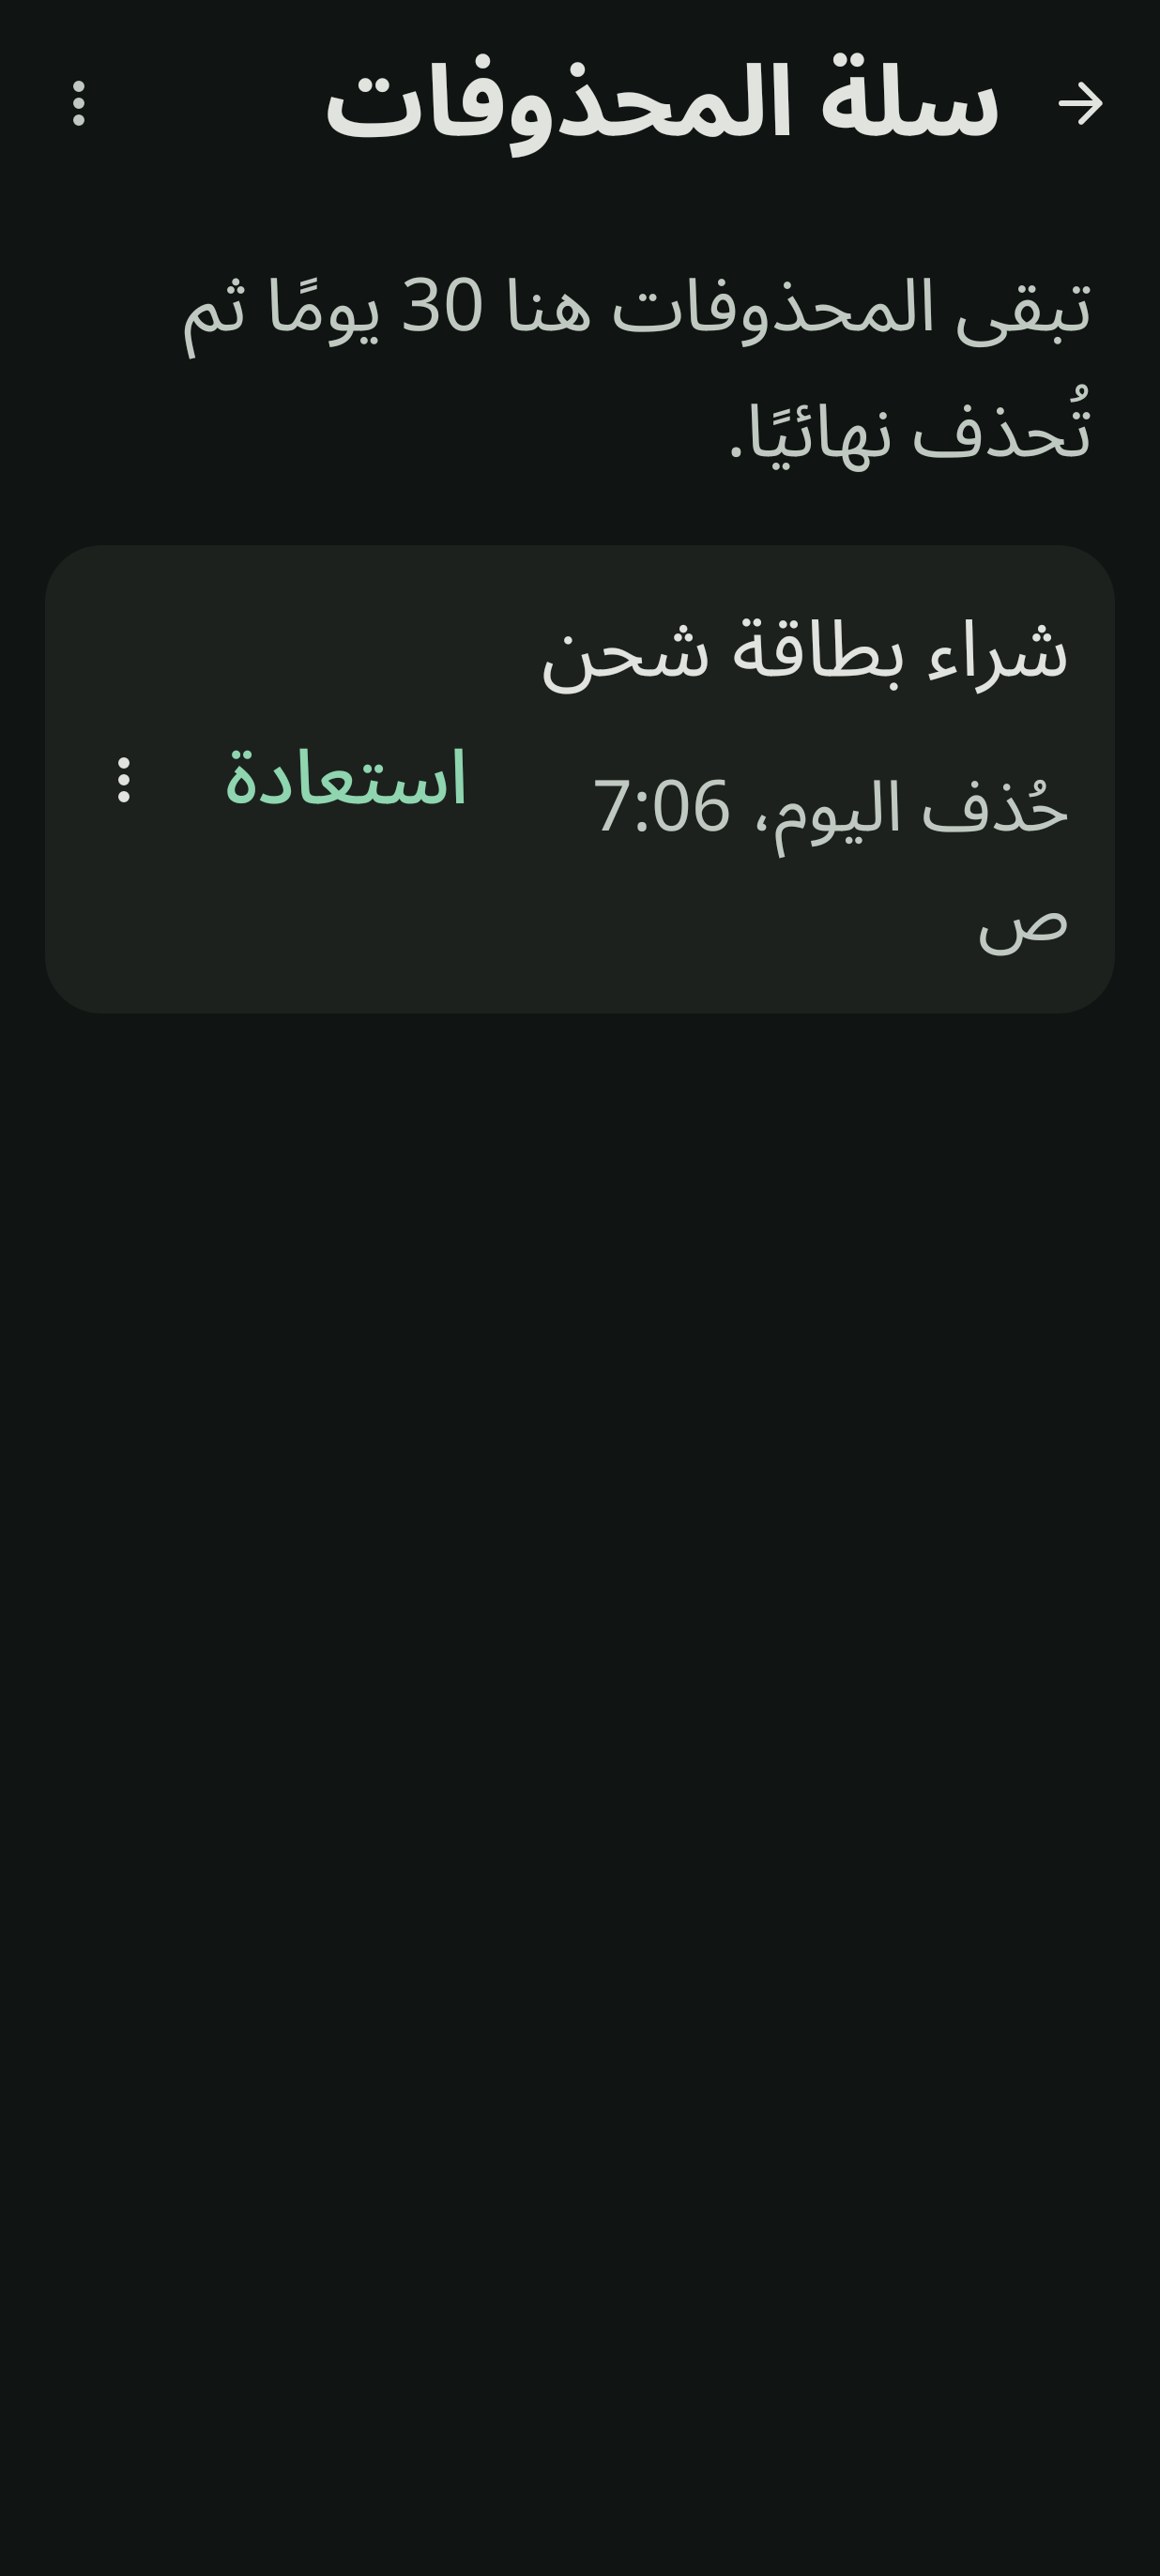 سلة المحذوفات
تبقى المحذوفات هنا 30 يومًا ثم
تُحذف نهائيًا.
شراء بطاقة شحن
حُذف اليوم، 7:06
ص
استعادة